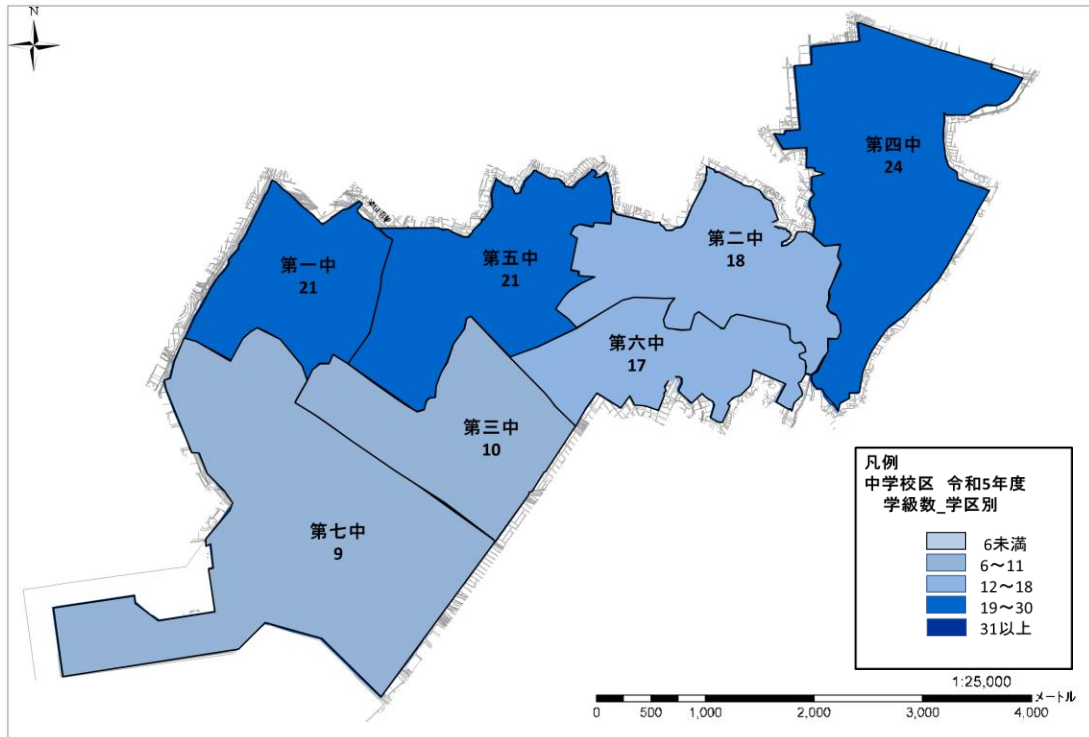 N
第四中
24
第二中
18
第五中
21
第一中
21
第六中
17
第三中
10
第七中
9
凡例
中学校区 令和5年度
学級数_学区別
6未満
6～11
12～18
19～30
31以上
1:25,000
メートル
0 500 1,000 2,000 3,000 4,000